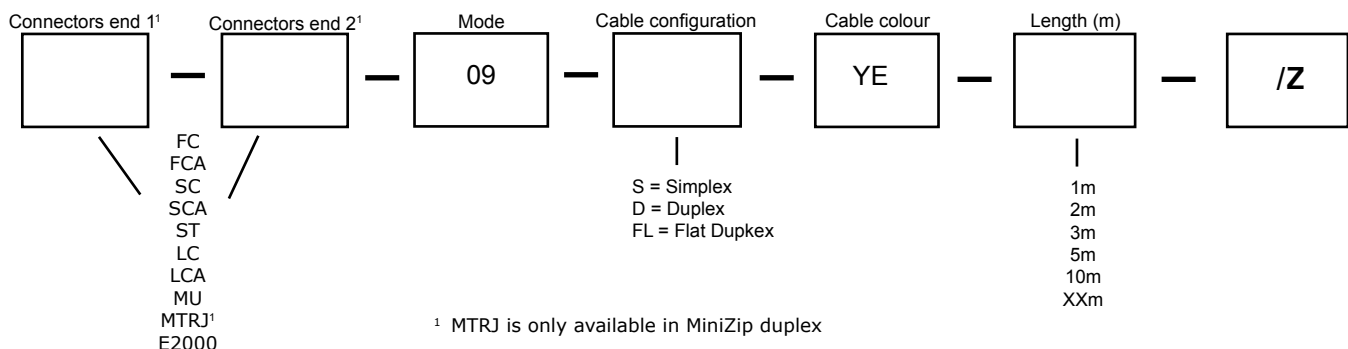 Connectors end 1¹ Connectors end 2¹ Mode Cable configuration Cable colour Length (m)
09 YE /Z
FC
FCA
SC
SCA
ST
LC
LCA
MU
MTRJ¹
E2000
S = Simplex
D = Duplex
FL = Flat Dupkex
1m
2m
3m
5m
10m
XXm
¹ MTRJ is only available in MiniZip duplex